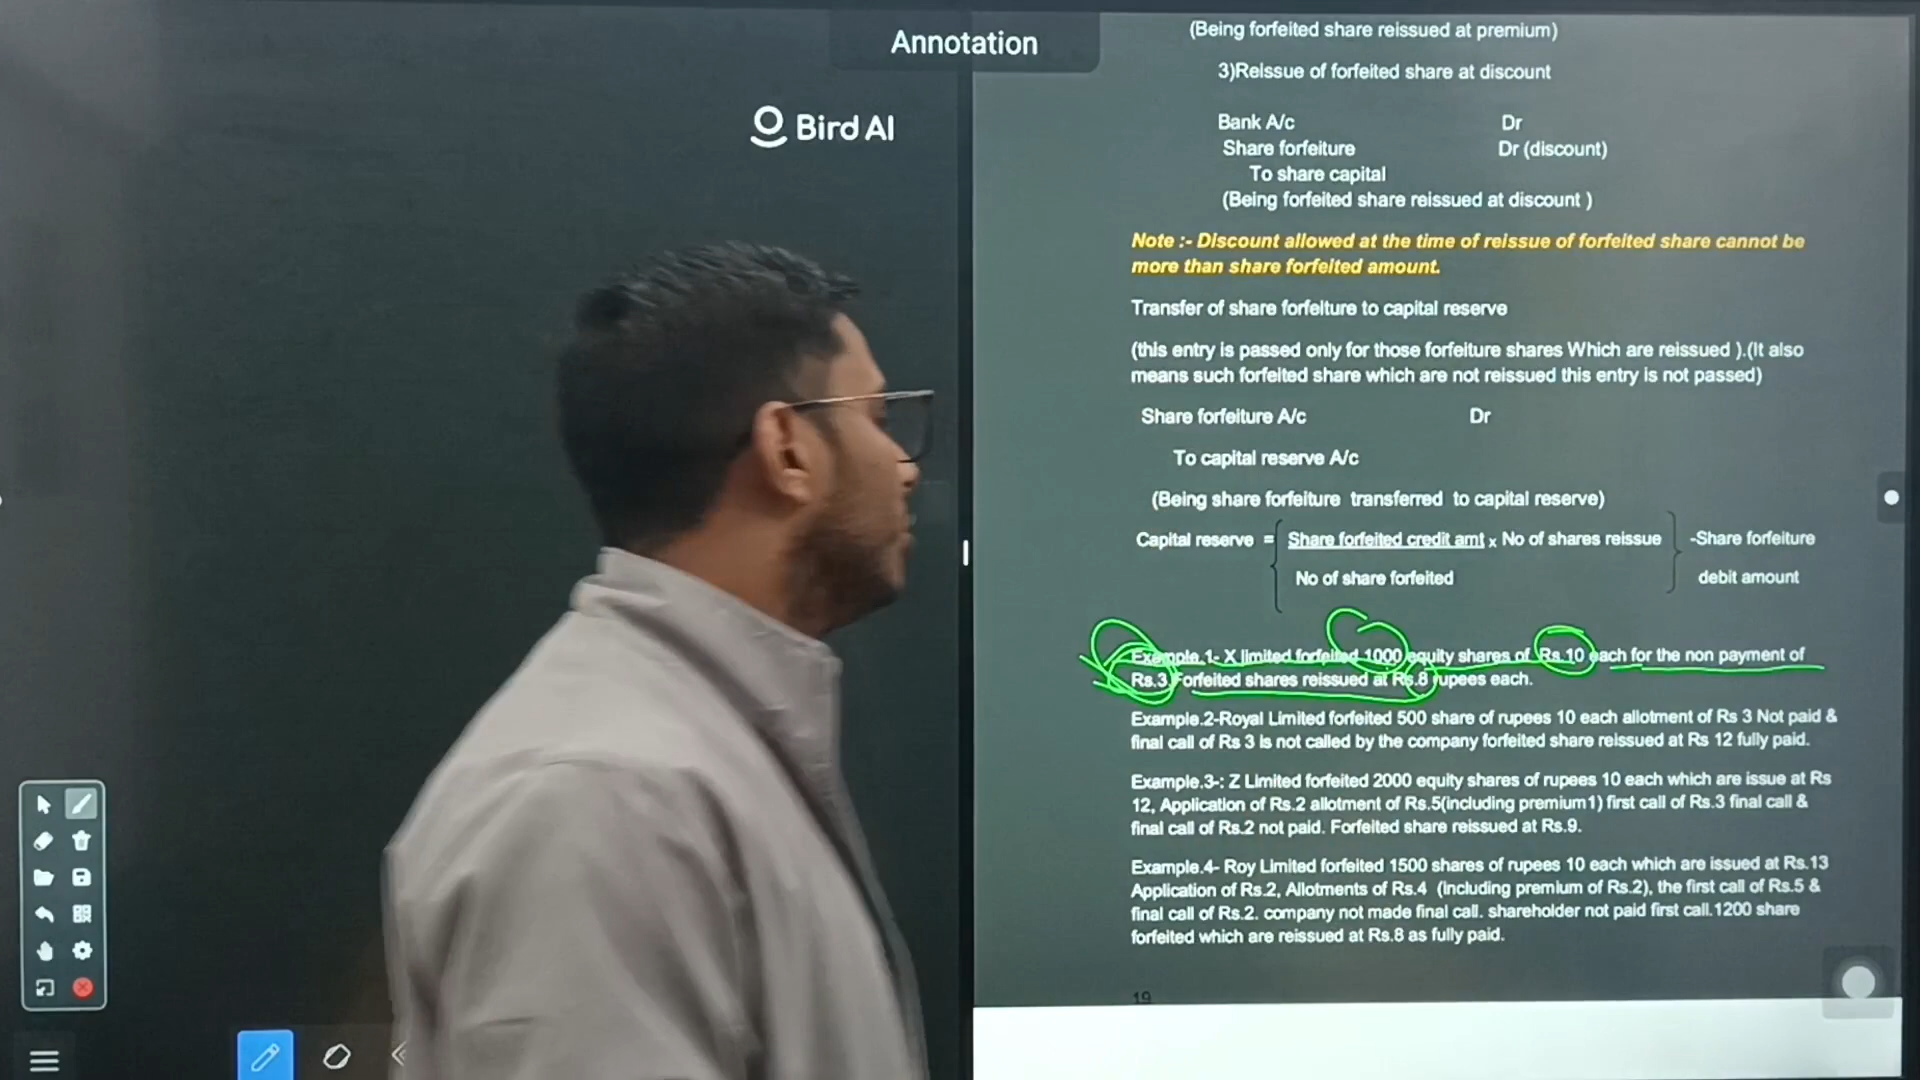 Annotation
Bird AI
(Being forfeited share reissued at premium)
3)Reissue of forfeited share at discount
Bank A/c Dr
Share forfeiture Dr (discount)
To share capital
(Being forfeited share reissued at discount )
Note :- Discount allowed at the time of reissue of forfeited share cannot be
more than share forfeited amount.
Transfer of share forfeiture to capital reserve
(this entry is passed only for those forfeiture shares Which are reissued ).(It also
means such forfeited share which are not reissued this entry is not passed)
Share forfeiture A/c Dr
To capital reserve A/c
(Being share forfeiture transferred to capital reserve)
Capital reserve = Share forfeited credit amt x No of shares reissue -Share forfeiture
No of share forfeited debit amount
Example.1- X limited forfeited 1000 equity shares of Rs.10 each for the non payment of
Rs.3.Forfeited shares reissued at Rs.8 rupees each.
Example.2-Royal Limited forfeited 500 share of rupees 10 each allotment of Rs 3 Not paid &
final call of Rs 3 is not called by the company forfeited share reissued at Rs 12 fully paid.
Example.3-: Z Limited forfeited 2000 equity shares of rupees 10 each which are issue at Rs
12, Application of Rs.2 allotment of Rs.5(including premium1) first call of Rs.3 final call &
final call of Rs.2 not paid. Forfeited share reissued at Rs.9.
Example.4- Roy Limited forfeited 1500 shares of rupees 10 each which are issued at Rs.13
Application of Rs.2, Allotments of Rs.4 (including premium of Rs.2), the first call of Rs.5 &
final call of Rs.2. company not made final call. shareholder not paid first call.1200 share
forfeited which are reissued at Rs.8 as fully paid.
19